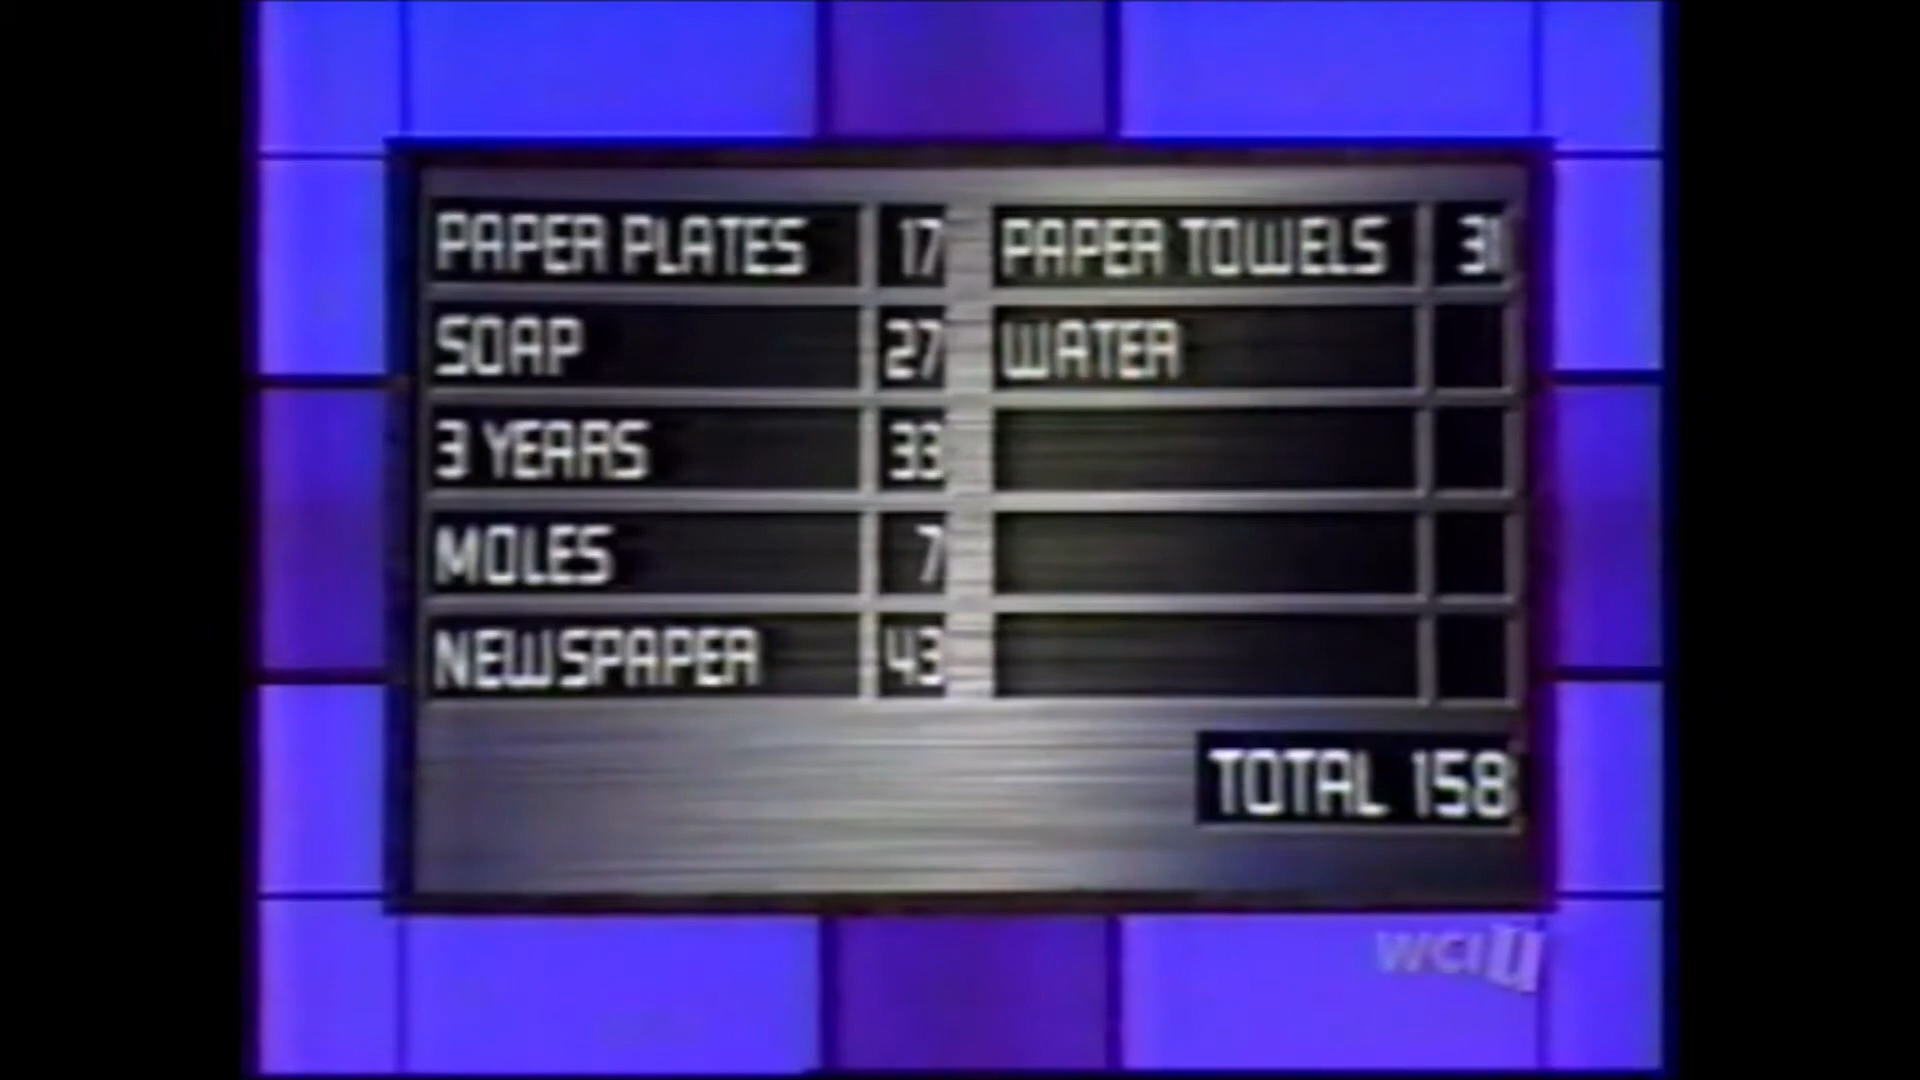 PAPER PLATES 17
SOAP 27
3 YEARS 33
MOLES 7
NEWSPAPER 43
PAPER TOWELS 31
WATER
TOTAL 158
WCIU